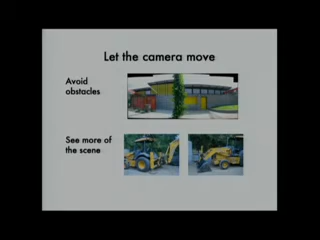 Let the camera move
Avoid
obstacles
See more of
the scene